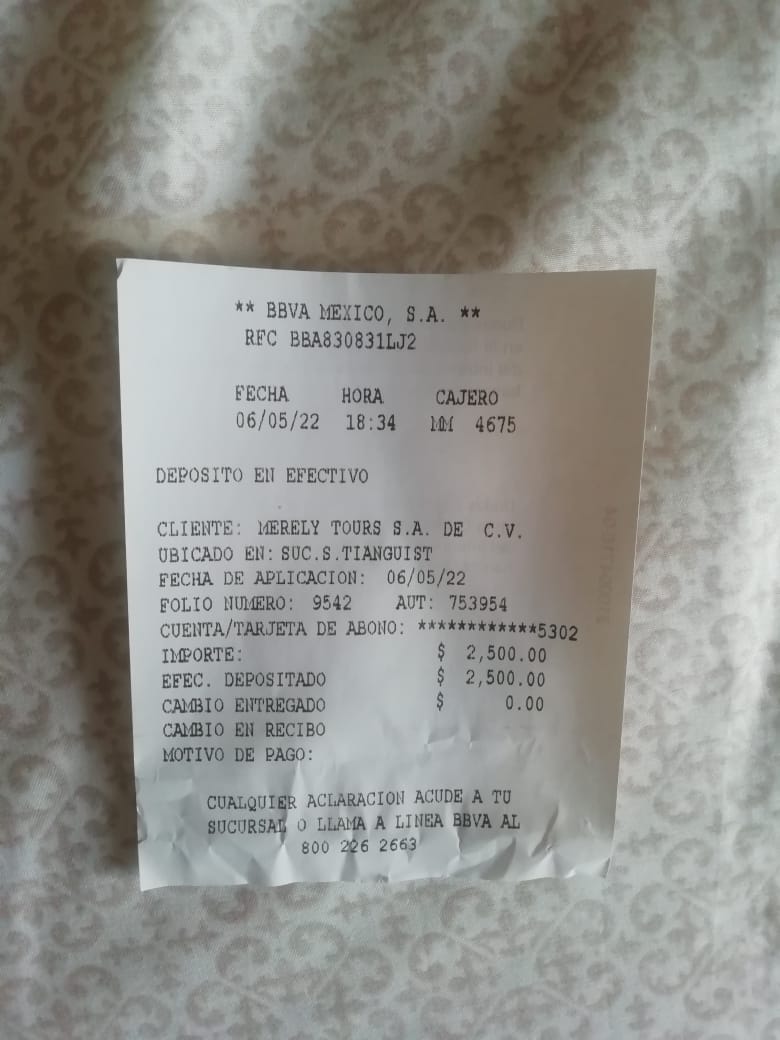 ** BBVA MEXICO, S.A. **
RFC BBA830831LJ2
FECHA HORA CAJERO
06/05/22 18:34 MM 4675
DEPOSITO EN EFECTIVO
CLIENTE: MERELY TOURS S.A. DE C.V.
UBICADO EN: SUC.S.TIANGUIST
FECHA DE APLICACION: 06/05/22
FOLIO NUMERO: 9542 AUT: 753954
CUENTA/TARJETA DE ABONO: ************5302
IMPORTE: $ 2,500.00
EFEC. DEPOSITADO $ 2,500.00
CAMBIO ENTREGADO $ 0.00
CAMBIO EN RECIBO
MOTIVO DE PAGO:
CUALQUIER ACLARACION ACUDE A TU
SUCURSAL O LLAMA A LINEA BBVA AL
800 226 2663